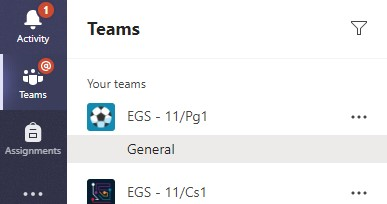 1
Activity
@
Teams
Assignments
Teams
Your teams
EGS - 11/Pg1
General
EGS - 11/Cs1